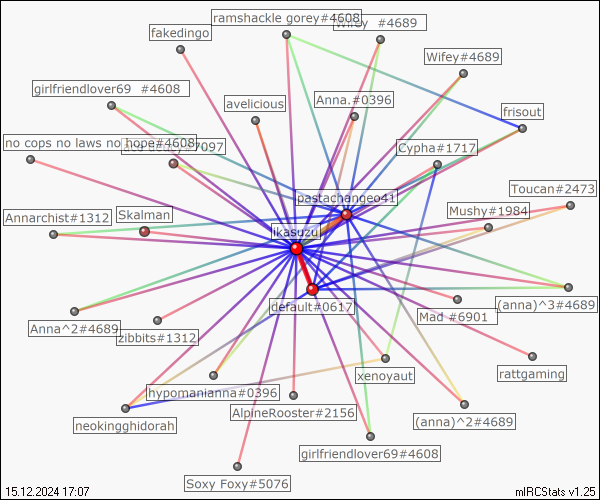 ramshackle gorey#4608
wifey #4689
fakedingo
Wifey#4689
girlfriendlover69 #4608
avelicious
Anna.#0396
frisout
no cops no laws no hope#4608
#7097
Cypha#1717
Toucan#2473
pastachangeo41
Mushy#1984
Annarchist#1312
Skalman
ikasuzu
(anna)^3#4689
default#0617
Mad #6901
Anna^2#4689
zibbits#1312
rattgaming
xenoyaut
hypomanianna#0396
AlpineRooster#2156
(anna)^2#4689
neokingghidorah
girlfriendlover69#4608
Soxy Foxy#5076
15.12.2024 17:07
mIRCStats v1.25